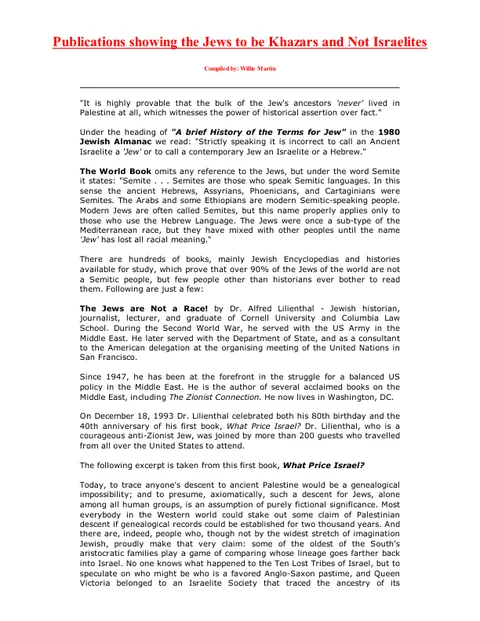 Publications showing the Jews to be Khazars and Not Israelites
Compiled by: Willie Martin
"It is highly provable that the bulk of the Jew's ancestors 'never' lived in
Palestine at all, which witnesses the power of historical assertion over fact."
Under the heading of "A brief History of the Terms for Jew" in the 1980
Jewish Almanac we read: "Strictly speaking it is incorrect to call an Ancient
Israelite a 'Jew' or to call a contemporary Jew an Israelite or a Hebrew."
The World Book omits any reference to the Jews, but under the word Semite
it states: "Semite . . . Semites are those who speak Semitic languages. In this
sense the ancient Hebrews, Assyrians, Phoenicians, and Cartaginians were
Semites. The Arabs and some Ethiopians are modern Semitic-speaking people.
Modern Jews are often called Semites, but this name properly applies only to
those who use the Hebrew Language. The Jews were once a sub-type of the
Mediterranean race, but they have mixed with other peoples until the name
'Jew' has lost all racial meaning."
There are hundreds of books, mainly Jewish Encyclopedias and histories
available for study, which prove that over 90% of the Jews of the world are not
a Semitic people, but few people other than historians ever bother to read
them. Following are just a few:
The Jews are Not a Race! by Dr. Alfred Lilienthal - Jewish historian,
journalist, lecturer, and graduate of Cornell University and Columbia Law
School. During the Second World War, he served with the US Army in the
Middle East. He later served with the Department of State, and as a consultant
to the American delegation at the organising meeting of the United Nations in
San Francisco.
Since 1947, he has been at the forefront in the struggle for a balanced US
policy in the Middle East. He is the author of several acclaimed books on the
Middle East, including The Zionist Connection. He now lives in Washington, DC.
On December 18, 1993 Dr. Lilienthal celebrated both his 80th birthday and the
40th anniversary of his first book, What Price Israel? Dr. Lilienthal, who is a
courageous anti-Zionist Jew, was joined by more than 200 guests who travelled
from all over the United States to attend.
The following excerpt is taken from this first book, What Price Israel?
Today, to trace anyone's descent to ancient Palestine would be a genealogical
impossibility; and to presume, axiomatically, such a descent for Jews, alone
among all human groups, is an assumption of purely fictional significance. Most
everybody in the Western world could stake out some claim of Palestinian
descent if genealogical records could be established for two thousand years. And
there are, indeed, people who, though not by the widest stretch of imagination
Jewish, proudly make that very claim: some of the oldest of the South's
aristocratic families play a game of comparing whose lineage goes farther back
into Israel. No one knows what happened to the Ten Lost Tribes of Israel, but to
speculate on who might be who is a favored Anglo-Saxon pastime, and Queen
Victoria belonged to an Israelite Society that traced the ancestry of its